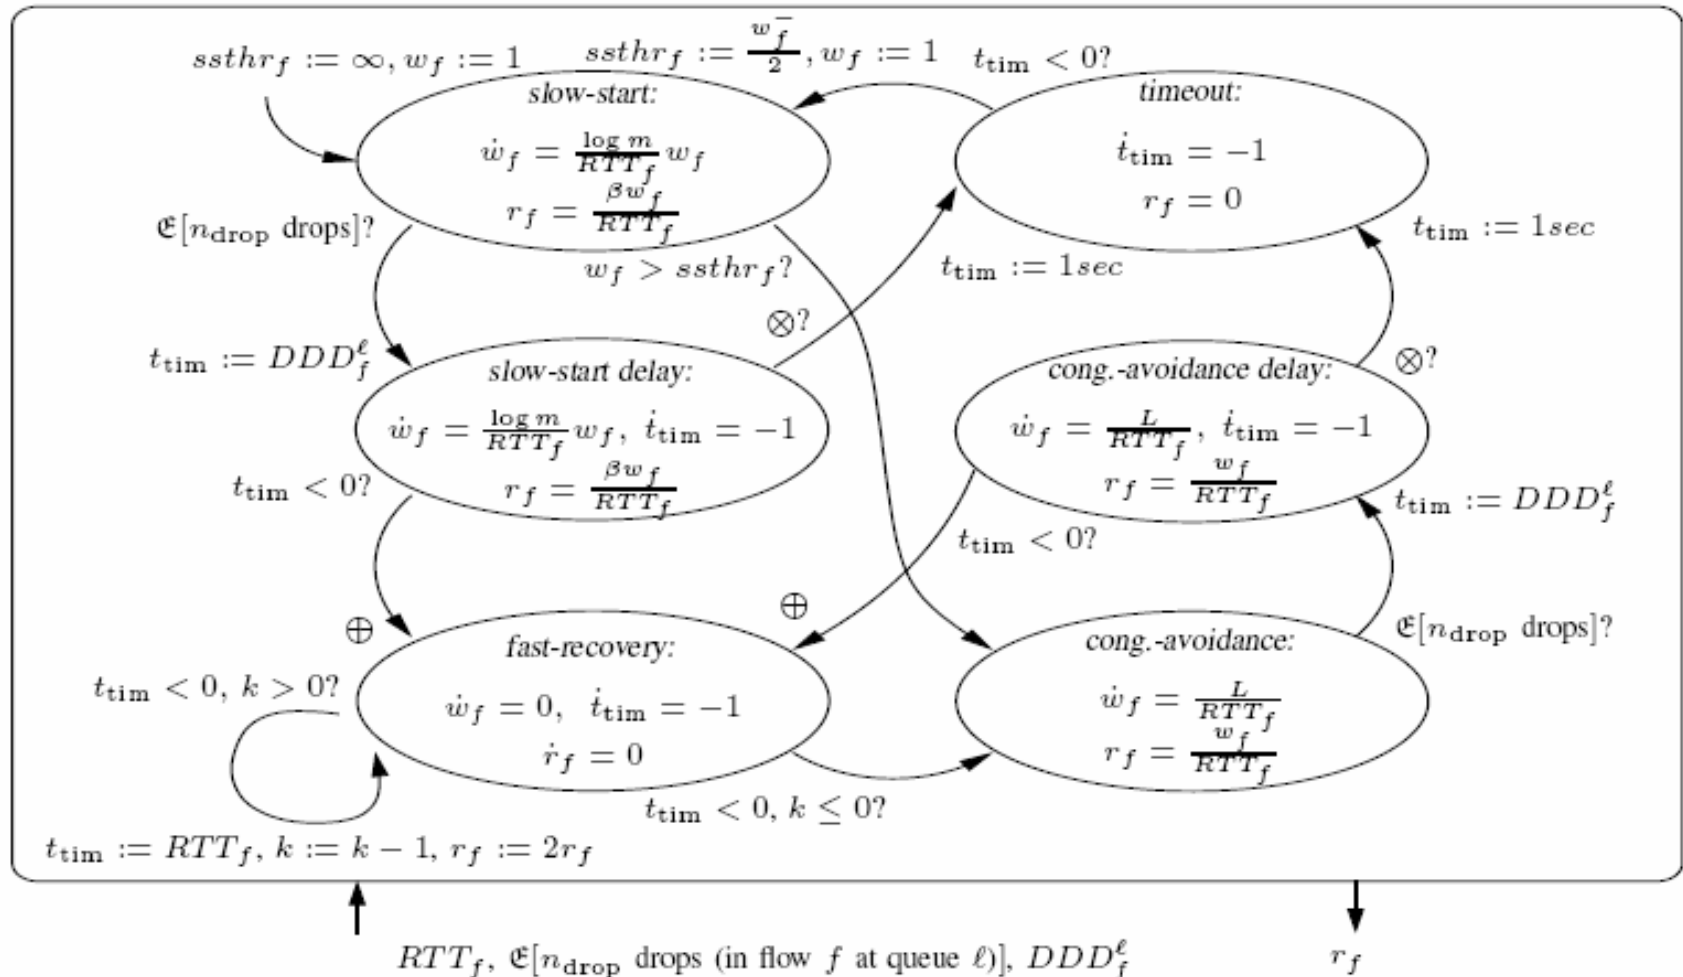 ssthr_f := ∞, w_f := 1
ssthr_f := w_f^-/2, w_f := 1
t_tim < 0?
slow-start:
ẇ_f = (log m/RTT_f) w_f
r_f = βw_f/RTT_f
timeout:
ṫ_tim = −1
r_f = 0
𝔈[n_drop drops]?
w_f > ssthr_f?
t_tim := 1sec
t_tim := 1sec
t_tim := DDD_f^ℓ
⊗?
⊗?
slow-start delay:
ẇ_f = (log m/RTT_f) w_f, ṫ_tim = −1
r_f = βw_f/RTT_f
cong.-avoidance delay:
ẇ_f = L/RTT_f, ṫ_tim = −1
r_f = w_f/RTT_f
t_tim < 0?
t_tim := DDD_f^ℓ
t_tim < 0?
⊕
⊕
𝔈[n_drop drops]?
fast-recovery:
ẇ_f = 0, ṫ_tim = −1
ṙ_f = 0
cong.-avoidance:
ẇ_f = L/RTT_f
r_f = w_f/RTT_f
t_tim < 0, k > 0?
t_tim < 0, k ≤ 0?
t_tim := RTT_f, k := k − 1, r_f := 2r_f
RTT_f, 𝔈[n_drop drops (in flow f at queue ℓ)], DDD_f^ℓ
r_f